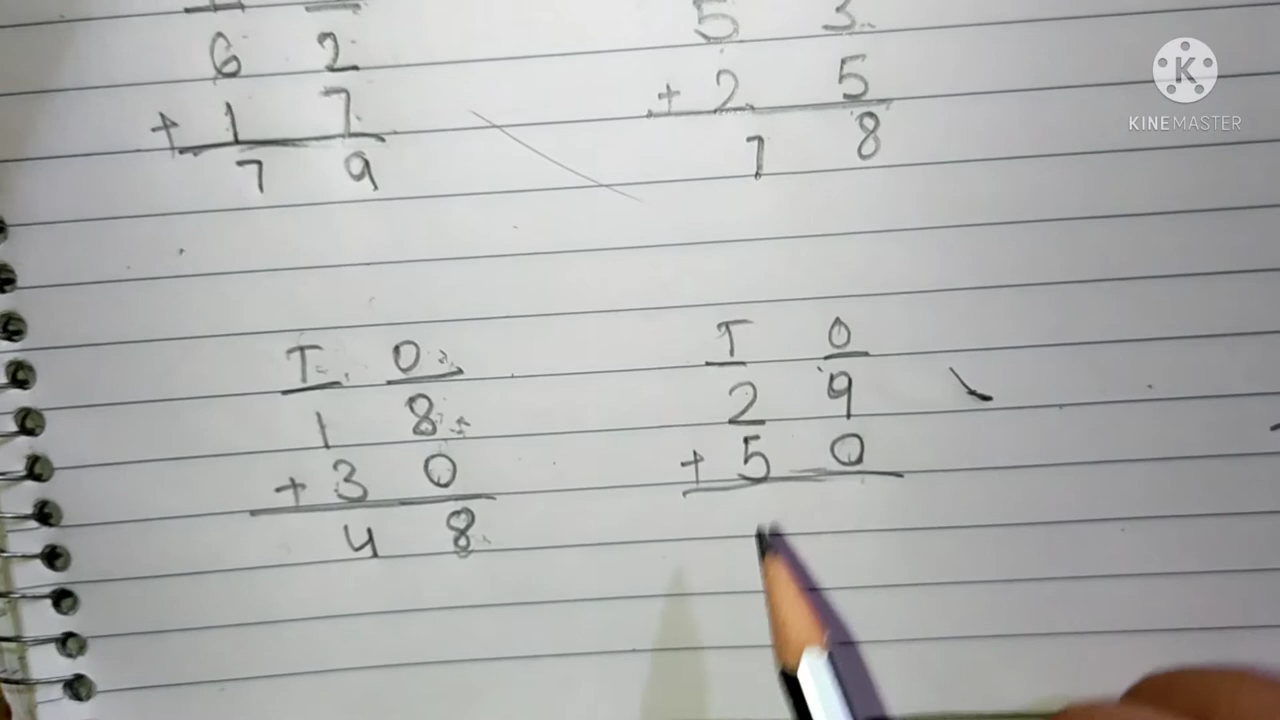 6 2
+ 1 7
7 9
5 3
+ 2 5
7 8
T O
1 8
+ 3 0
4 8
T O
2 9
+ 5 0
K
KINEMASTER